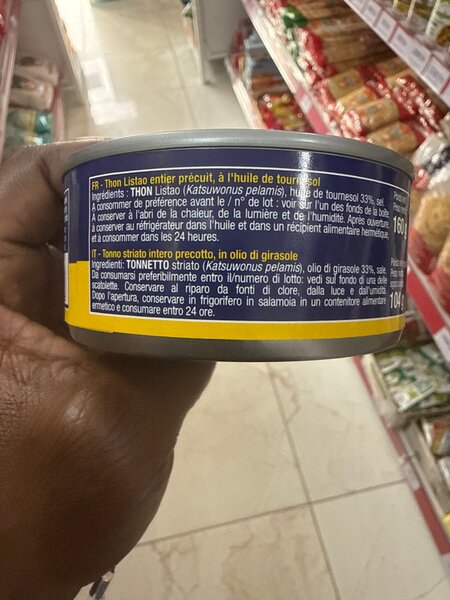 FR - Thon Listao entier précuit, à l'huile de tournesol
Ingrédients : THON Listao (Katsuwonus pelamis), huile de tournesol 33%, sel.
A consommer de préférence avant le / n° de lot : voir sur l'un des fonds de la boîte.
A conserver à l'abri de la chaleur, de la lumière et de l'humidité. Après ouverture,
à conserver au réfrigérateur dans l'huile et dans un récipient alimentaire hermétique,
et à consommer dans les 24 heures.
160
IT - Tonno striato intero precotto, in olio di girasole
Ingredienti: TONNETTO striato (Katsuwonus pelamis), olio di girasole 33%, sale.
Da consumarsi preferibilmente entro il/numero di lotto: vedi sul fondo di una delle
scatolette. Conservare al riparo da fonti di clore, dalla luce e dall'umidità.
Dopo l'apertura, conservare in frigorifero in salamoia in un contenitore alimentare
ermetico e consumare entro 24 ore.
104